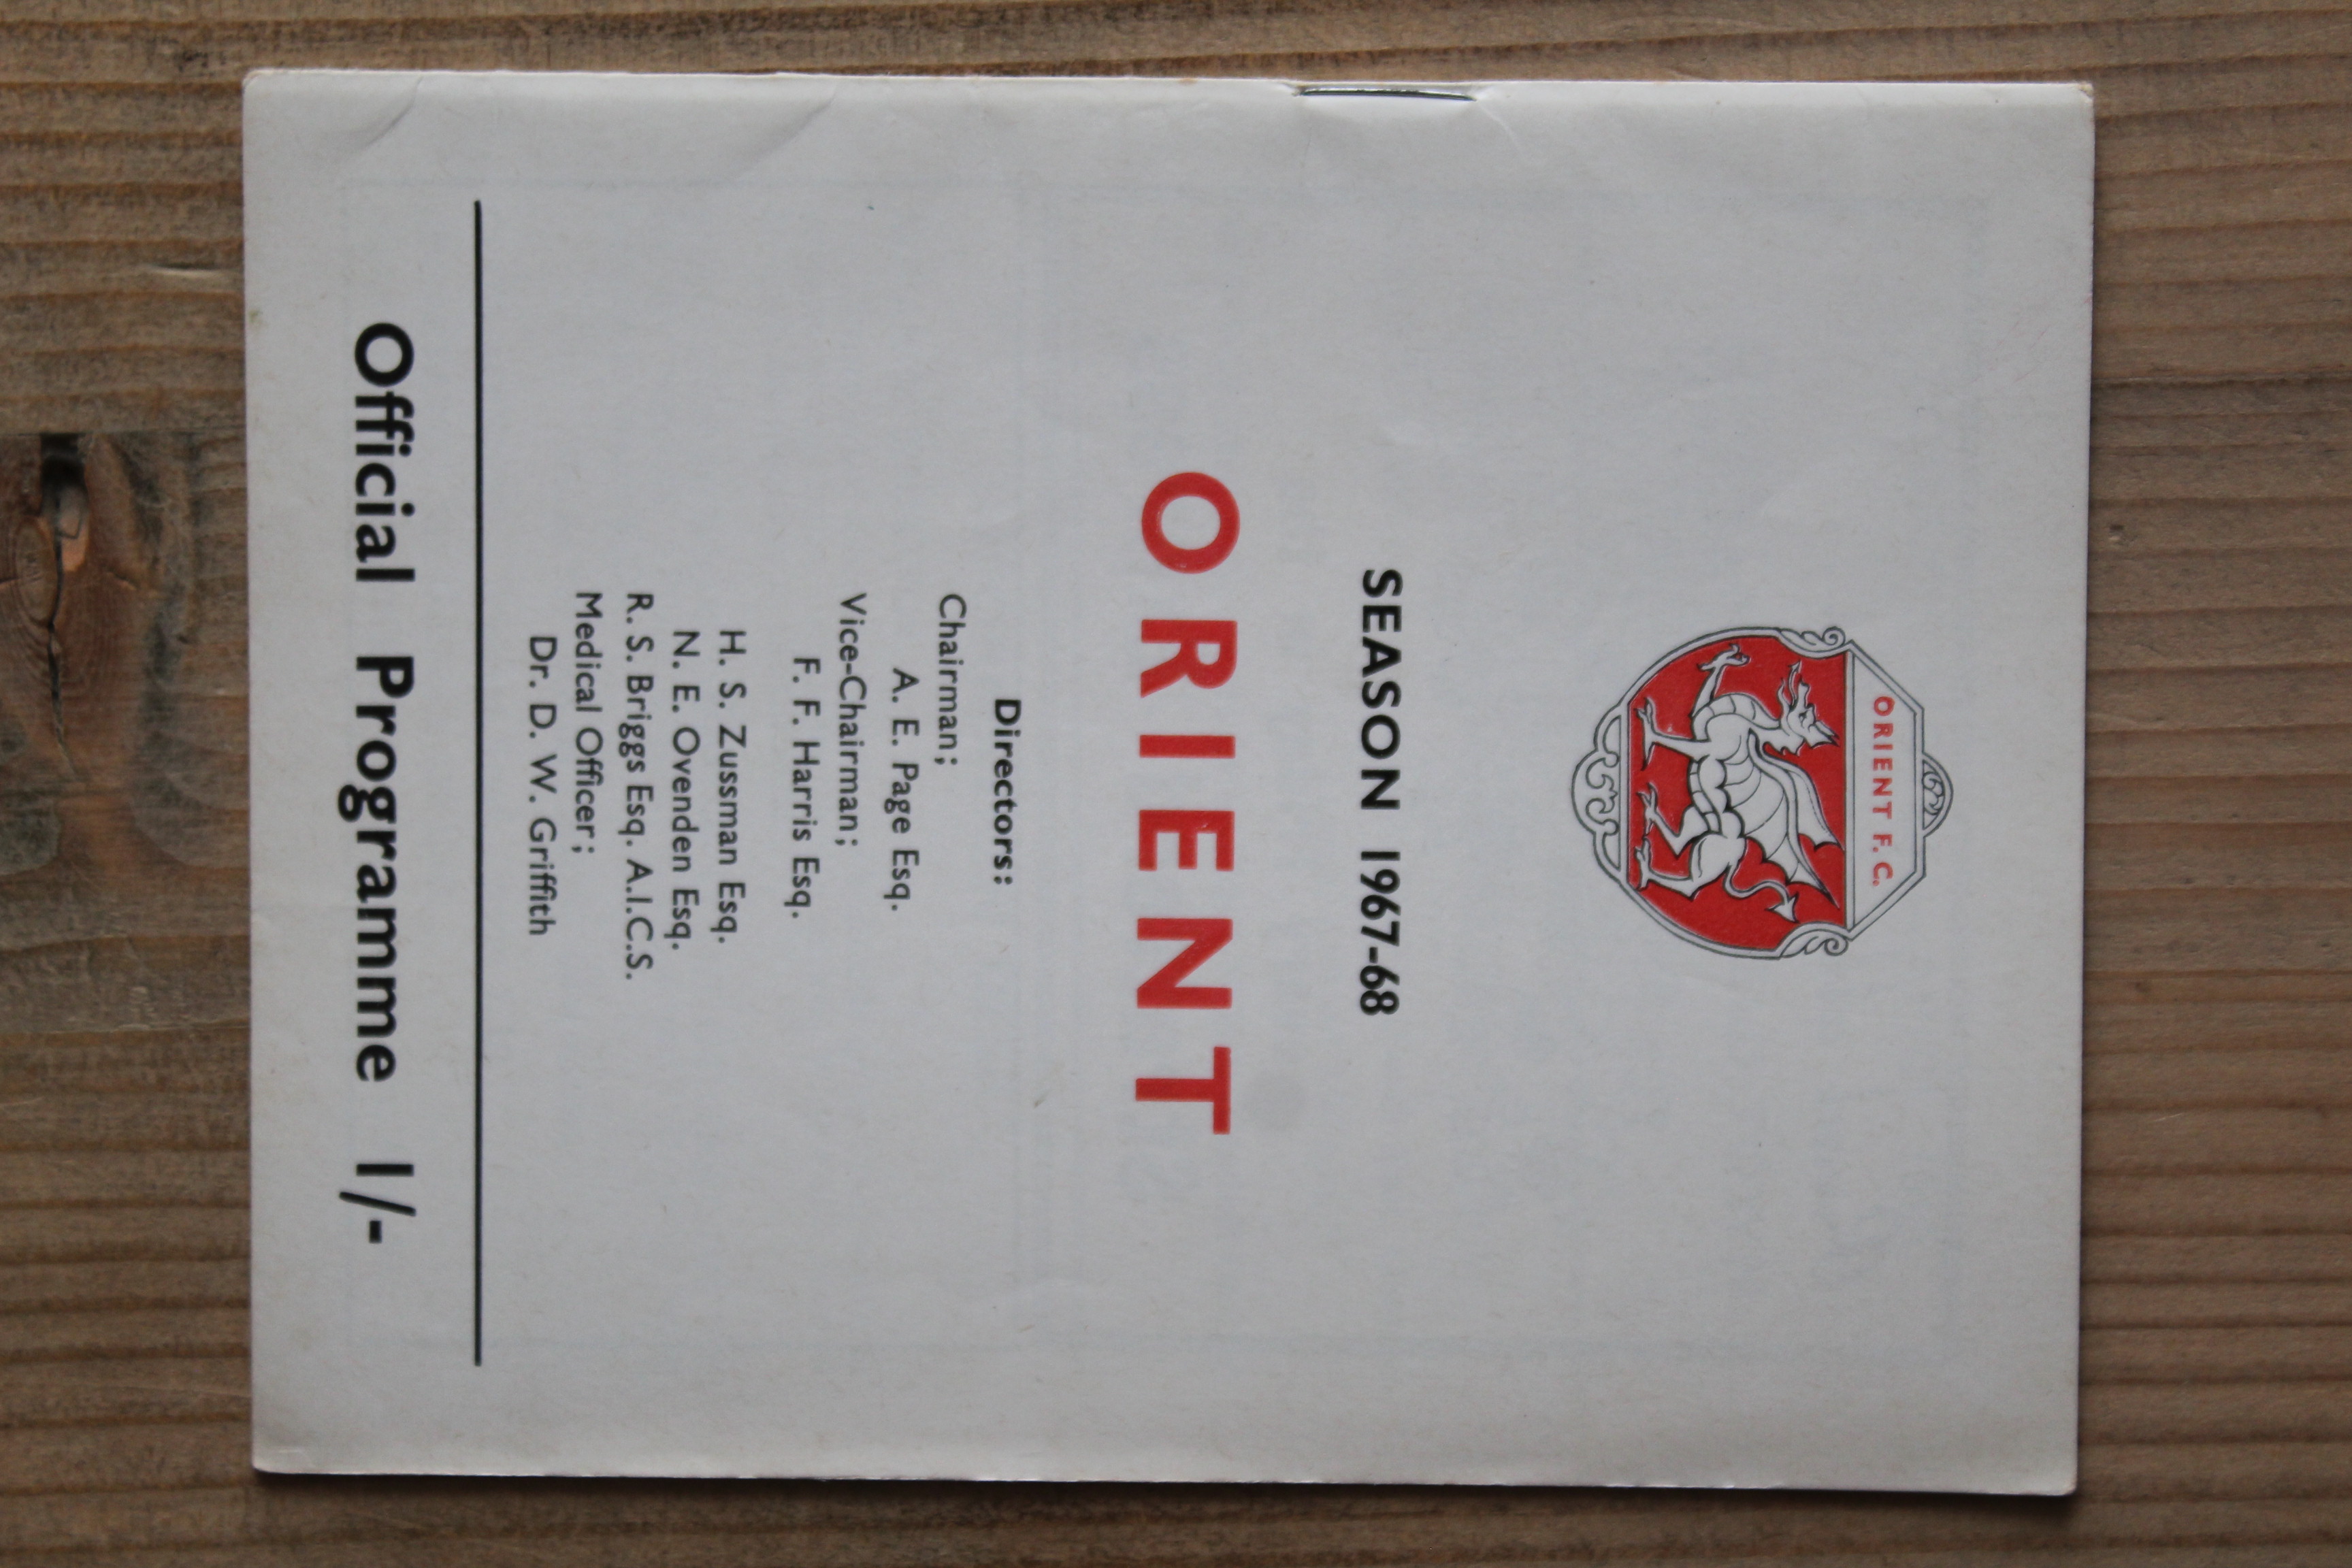 ORIENT F.C.
SEASON 1967-68
ORIENT
Directors:
Chairman;
A. E. Page Esq.
Vice-Chairman;
F. F. Harris Esq.
H. S. Zussman Esq.
N. E. Ovenden Esq.
R. S. Briggs Esq. A.I.C.S.
Medical Officer;
Dr. D. W. Griffith
Official Programme 1/-